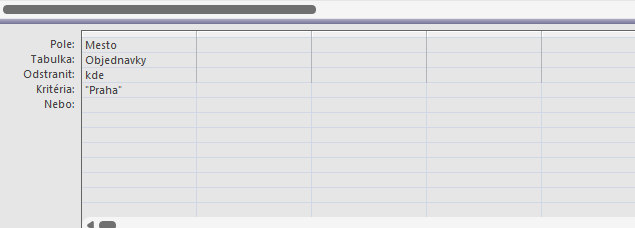 Pole: Mesto
Tabulka: Objednavky
Odstranit: kde
Kritéria: "Praha"
Nebo: